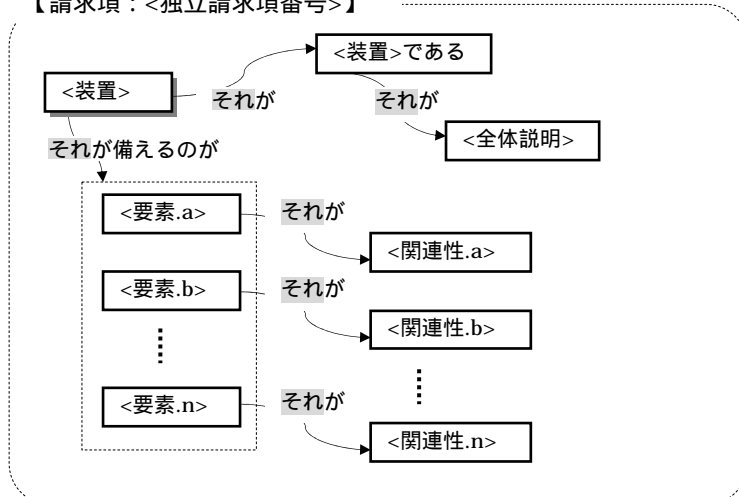 【請求項:<独立請求項番号>】
<装置>である
<装置>
それが
それが
<全体説明>
それが備えるのが
<要素.a>
それが
<関連性.a>
<要素.b>
それが
<関連性.b>
<要素.n>
それが
<関連性.n>